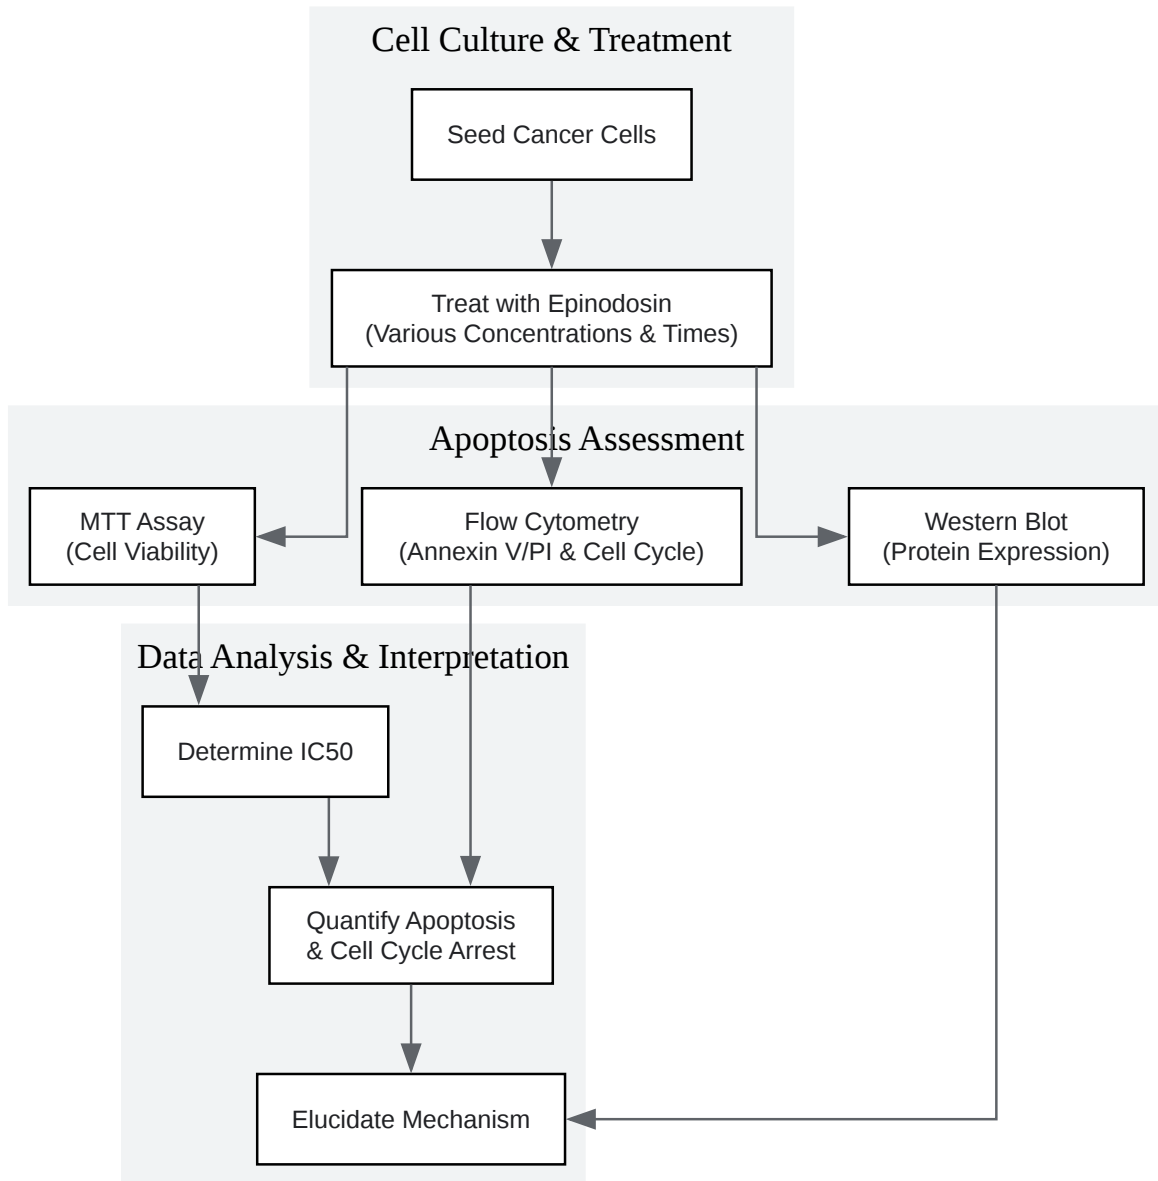 Cell Culture & Treatment
Seed Cancer Cells
Treat with Epinodosin
(Various Concentrations & Times)
Apoptosis Assessment
MTT Assay
(Cell Viability)
Flow Cytometry
(Annexin V/PI & Cell Cycle)
Western Blot
(Protein Expression)
Data Analysis & Interpretation
Determine IC50
Quantify Apoptosis
& Cell Cycle Arrest
Elucidate Mechanism